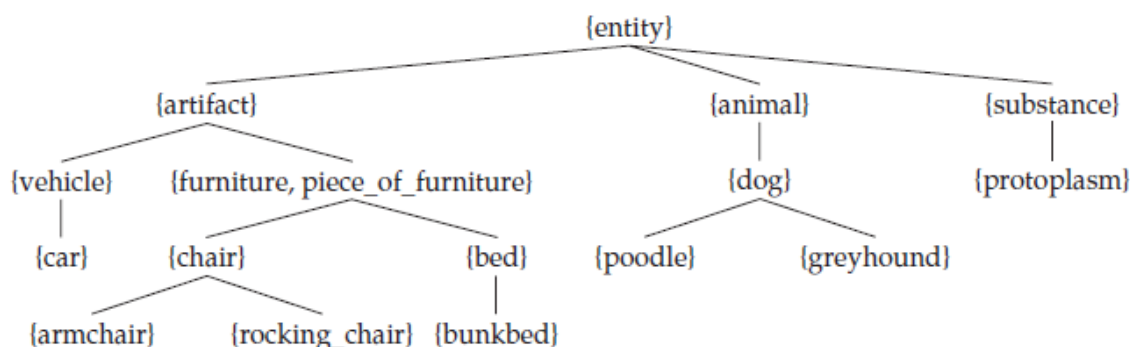 {entity}
{artifact} {animal} {substance}
{vehicle} {furniture, piece_of_furniture} {dog} {protoplasm}
{car} {chair} {bed} {poodle} {greyhound}
{armchair} {rocking_chair} {bunkbed}